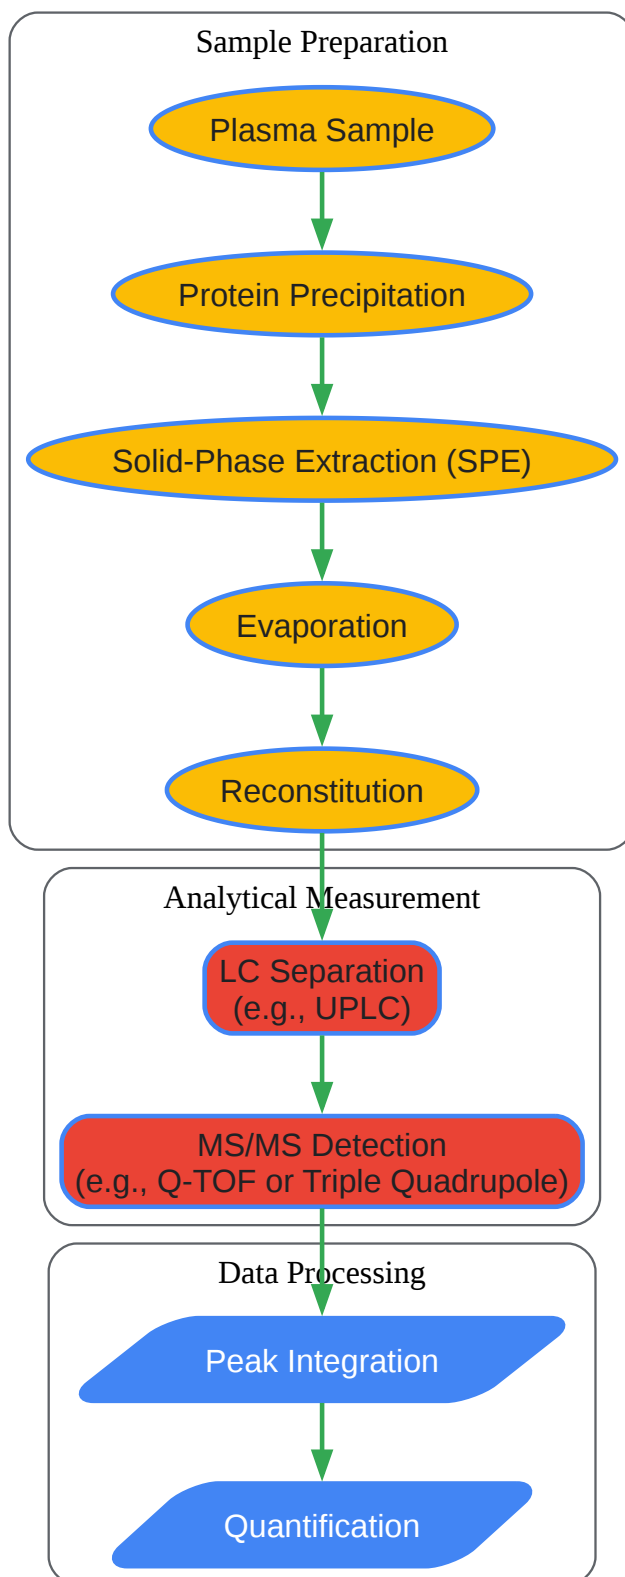 Sample Preparation
Plasma Sample
Protein Precipitation
Solid-Phase Extraction (SPE)
Evaporation
Reconstitution
Analytical Measurement
LC Separation
(e.g., UPLC)
MS/MS Detection
(e.g., Q-TOF or Triple Quadrupole)
Data Processing
Peak Integration
Quantification